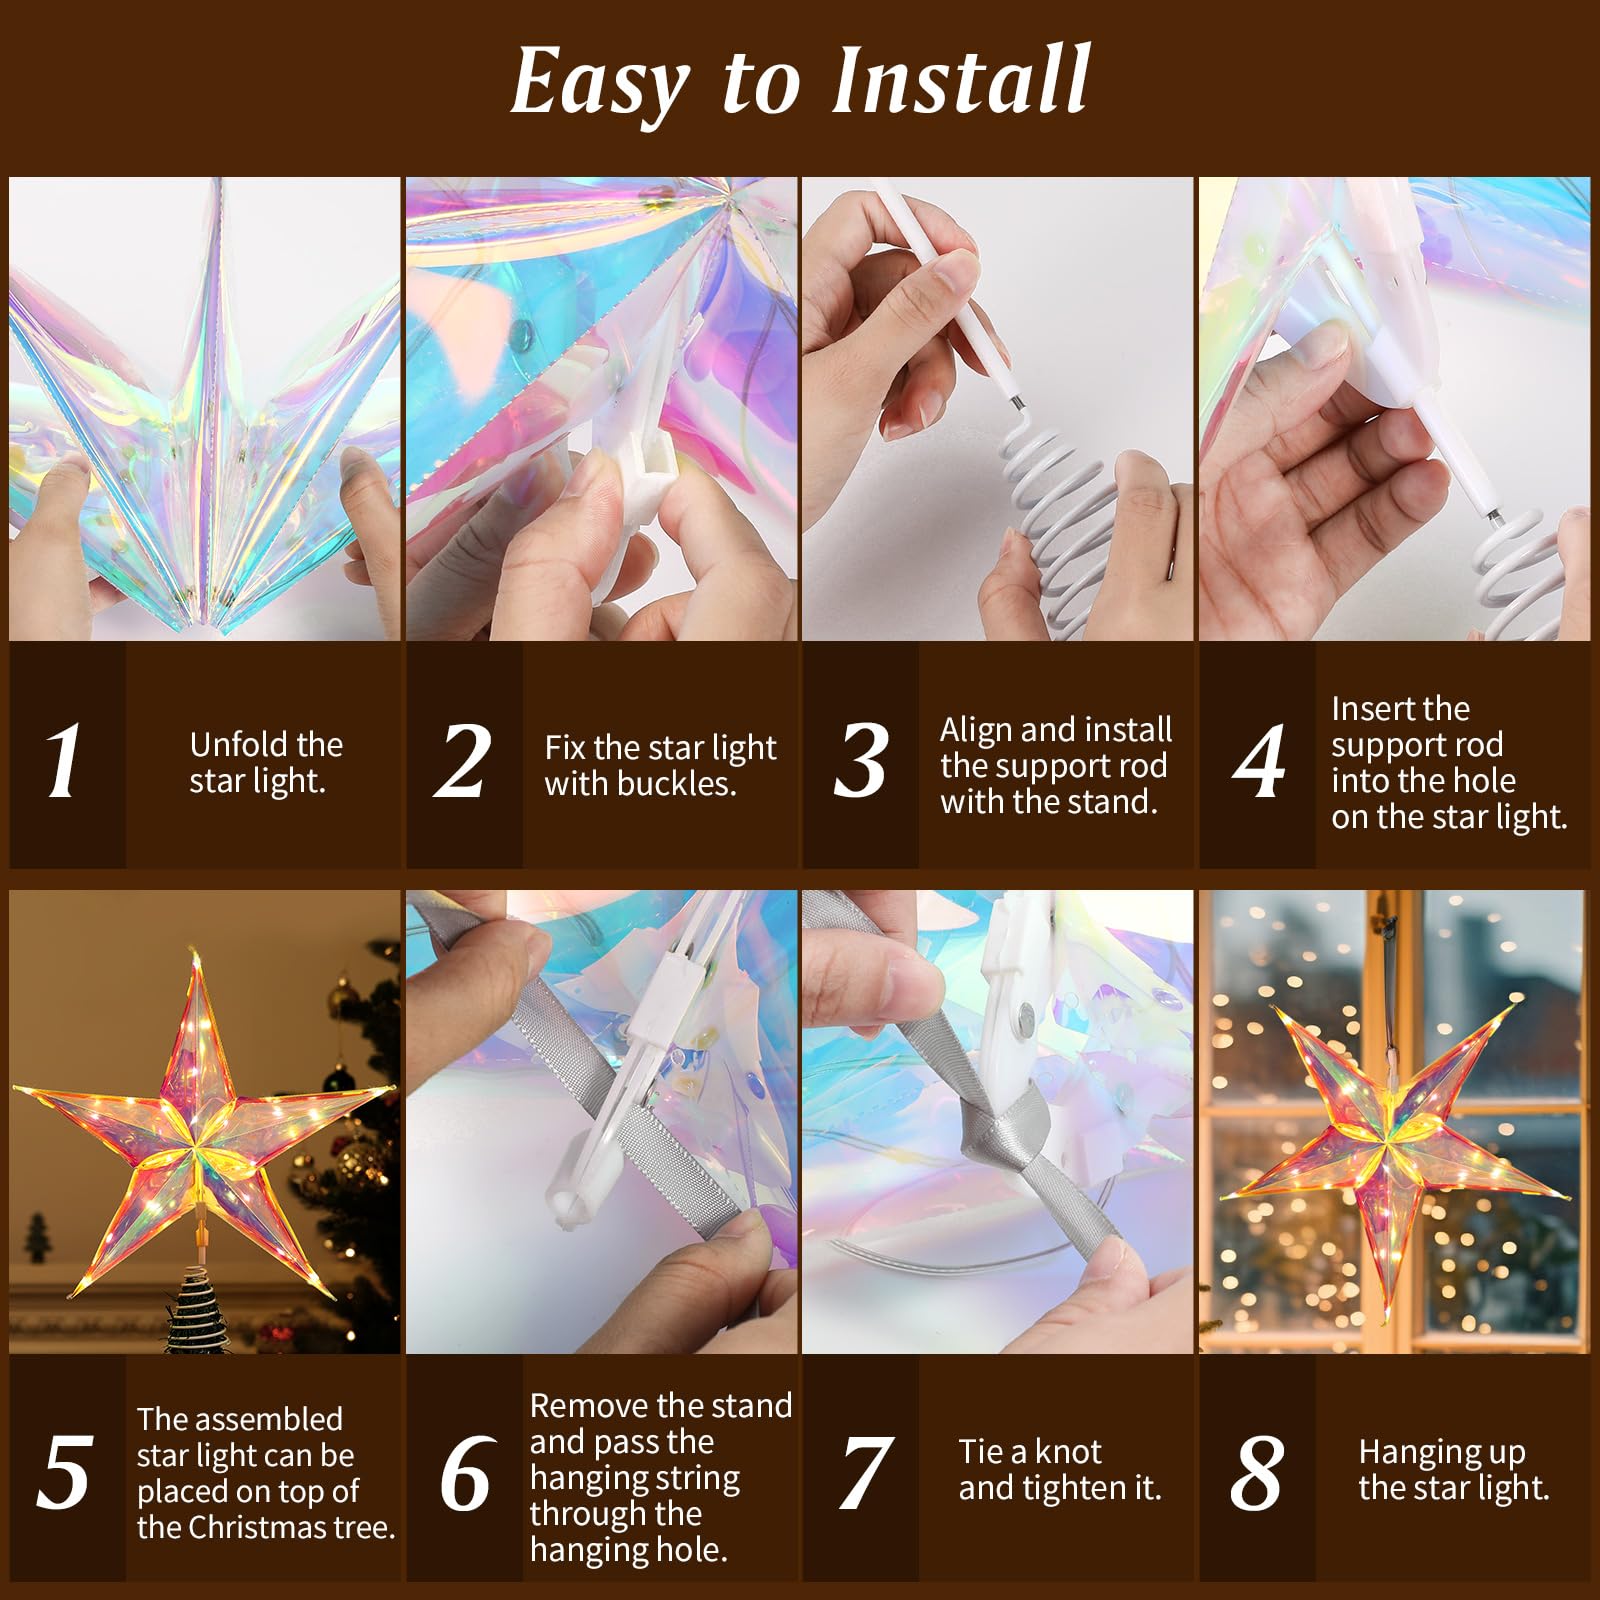 Easy to Install
1
Unfold the
star light.
2
Fix the star light
with buckles.
3
Align and install
the support rod
with the stand.
4
Insert the
support rod
into the hole
on the star light.
5
The assembled
star light can be
placed on top of
the Christmas tree.
6
Remove the stand
and pass the
hanging string
through the
hanging hole.
7
Tie a knot
and tighten it.
8
Hanging up
the star light.